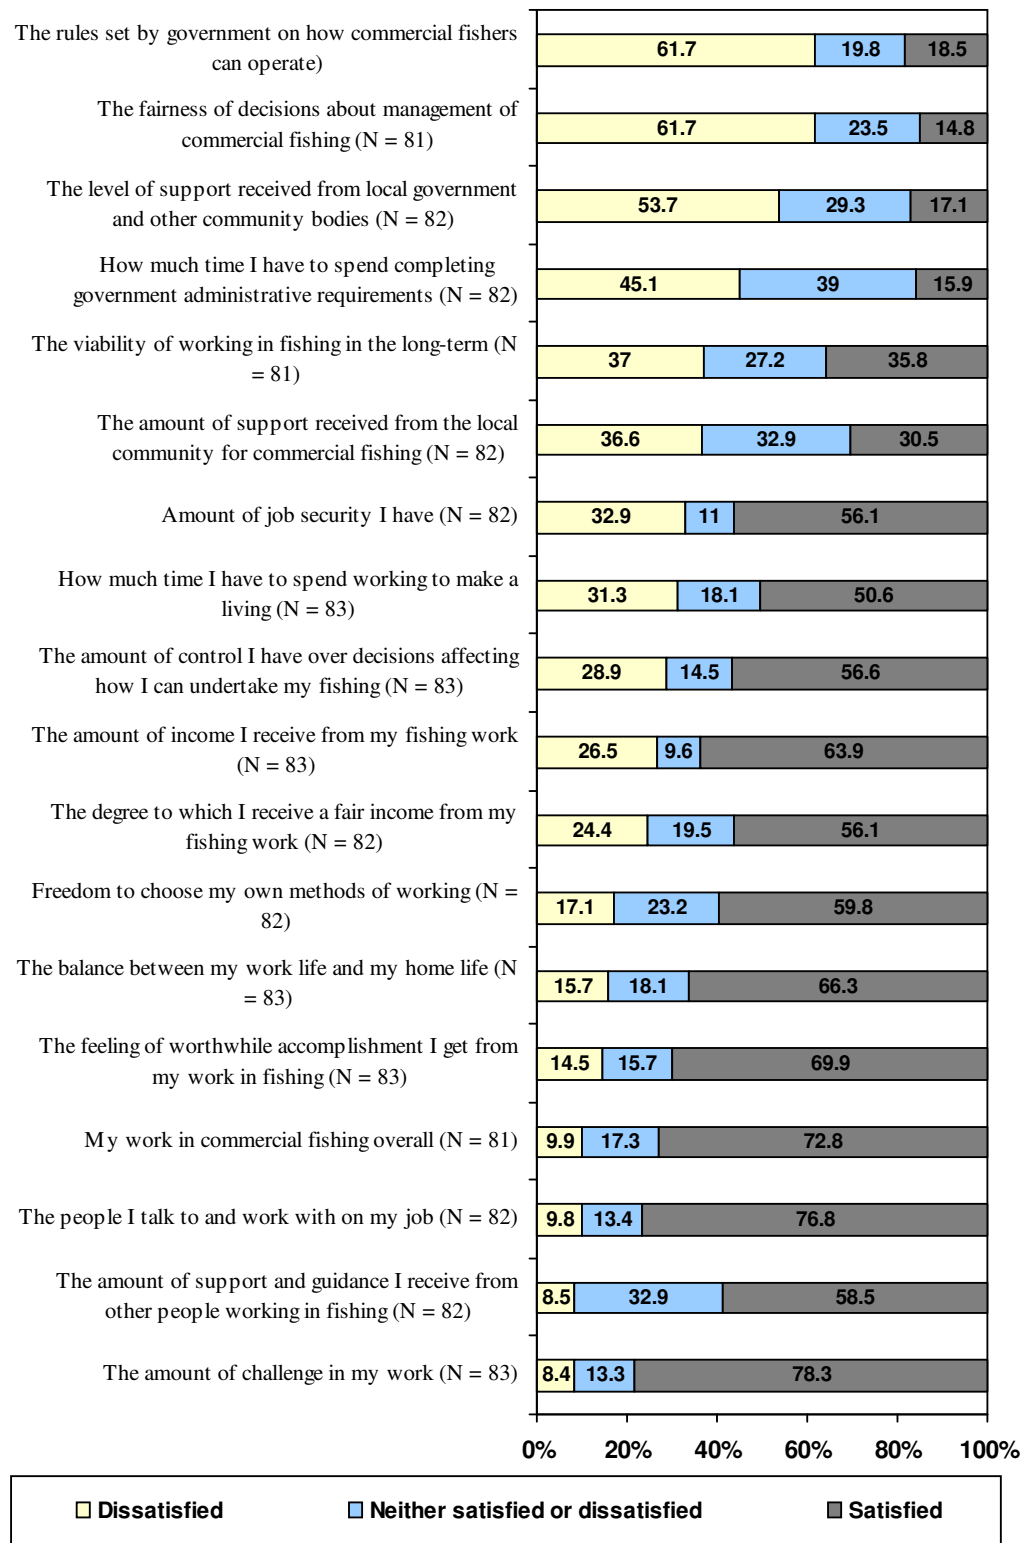 The rules set by government on how commercial fishers
can operate)
61.7 19.8 18.5
The fairness of decisions about management of
commercial fishing (N = 81)
61.7 23.5 14.8
The level of support received from local government
and other community bodies (N = 82)
53.7 29.3 17.1
How much time I have to spend completing
government administrative requirements (N = 82)
45.1 39 15.9
The viability of working in fishing in the long-term (N
= 81)
37 27.2 35.8
The amount of support received from the local
community for commercial fishing (N = 82)
36.6 32.9 30.5
Amount of job security I have (N = 82)
32.9 11 56.1
How much time I have to spend working to make a
living (N = 83)
31.3 18.1 50.6
The amount of control I have over decisions affecting
how I can undertake my fishing (N = 83)
28.9 14.5 56.6
The amount of income I receive from my fishing work
(N = 83)
26.5 9.6 63.9
The degree to which I receive a fair income from my
fishing work (N = 82)
24.4 19.5 56.1
Freedom to choose my own methods of working (N =
82)
17.1 23.2 59.8
The balance between my work life and my home life (N
= 83)
15.7 18.1 66.3
The feeling of worthwhile accomplishment I get from
my work in fishing (N = 83)
14.5 15.7 69.9
My work in commercial fishing overall (N = 81)
9.9 17.3 72.8
The people I talk to and work with on my job (N = 82)
9.8 13.4 76.8
The amount of support and guidance I receive from
other people working in fishing (N = 82)
8.5 32.9 58.5
The amount of challenge in my work (N = 83)
8.4 13.3 78.3
0% 20% 40% 60% 80% 100%
Dissatisfied Neither satisfied or dissatisfied Satisfied